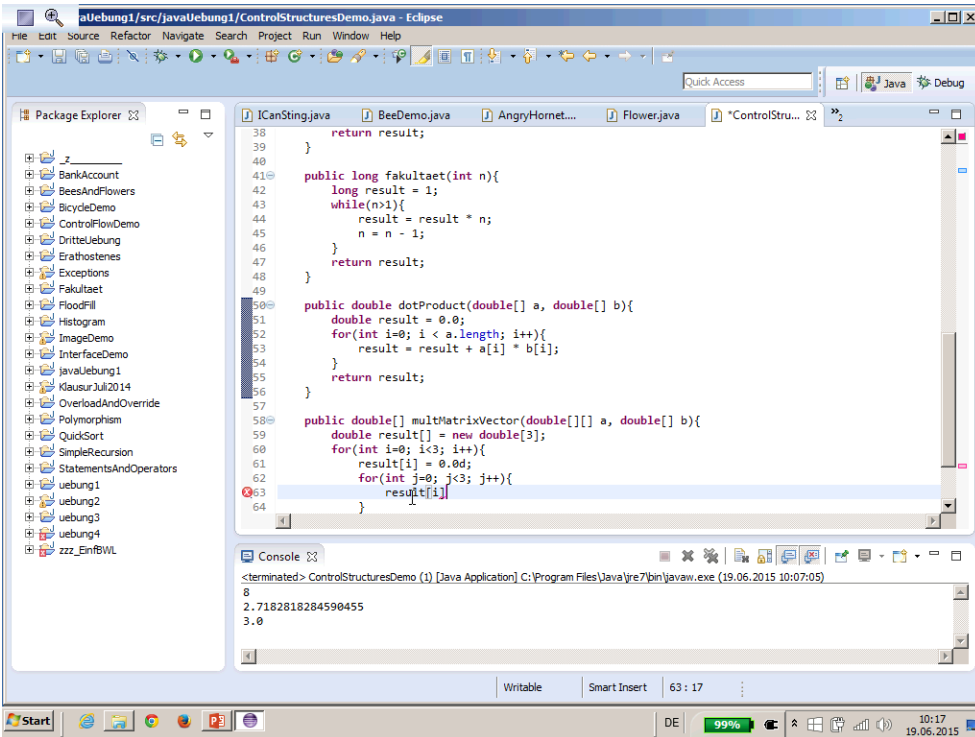 aUebung1/src/javaUebung1/ControlStructuresDemo.java - Eclipse
File Edit Source Refactor Navigate Search Project Run Window Help
Quick Access
Java
Debug
Package Explorer
ICanSting.java
BeeDemo.java
AngryHornet....
Flower.java
*ControlStru...
»2
_z_________
BankAccount
BeesAndFlowers
BicycleDemo
ControlFlowDemo
DritteUebung
Erathostenes
Exceptions
Fakultaet
FloodFill
Histogram
ImageDemo
InterfaceDemo
javaUebung1
KlausurJuli2014
OverloadAndOverride
Polymorphism
QuickSort
SimpleRecursion
StatementsAndOperators
uebung1
uebung2
uebung3
uebung4
zzz_EinfBWL
38 return result;
39 }
40
41 public long fakultaet(int n){
42 long result = 1;
43 while(n>1){
44 result = result * n;
45 n = n - 1;
46 }
47 return result;
48 }
49
50 public double dotProduct(double[] a, double[] b){
51 double result = 0.0;
52 for(int i=0; i < a.length; i++){
53 result = result + a[i] * b[i];
54 }
55 return result;
56 }
57
58 public double[] multMatrixVector(double[][] a, double[] b){
59 double result[] = new double[3];
60 for(int i=0; i<3; i++){
61 result[i] = 0.0d;
62 for(int j=0; j<3; j++){
63 result[i]
64 }
Console
<terminated> ControlStructuresDemo (1) [Java Application] C:\Program Files\Java\jre7\bin\javaw.exe (19.06.2015 10:07:05)
8
2.7182818284590455
3.0
Writable
Smart Insert
63 : 17
Start
DE
99%
10:17
19.06.2015